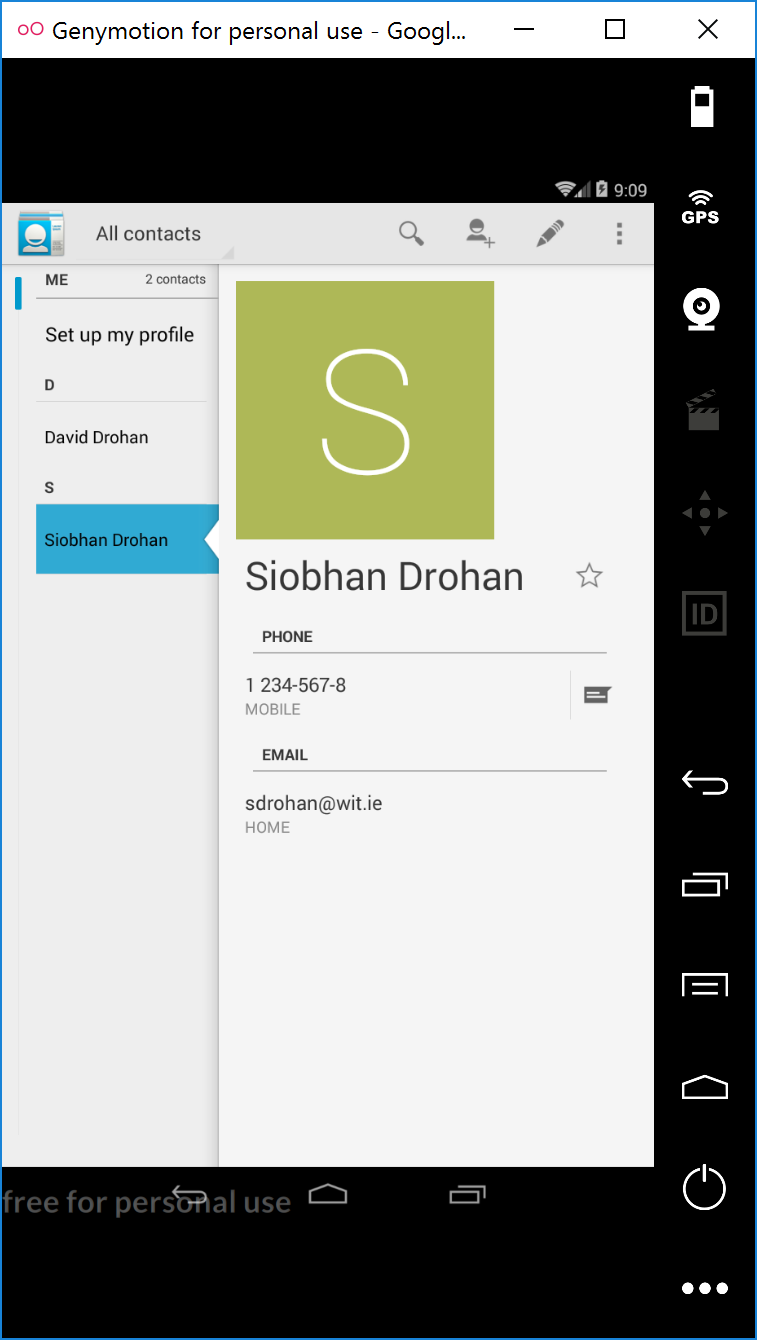 Genymotion for personal use - Googl...
9:09
GPS
All contacts
ME 2 contacts
Set up my profile
D
David Drohan
S
Siobhan Drohan
S
Siobhan Drohan
PHONE
1 234-567-8
MOBILE
EMAIL
sdrohan@wit.ie
HOME
ID
free for personal use